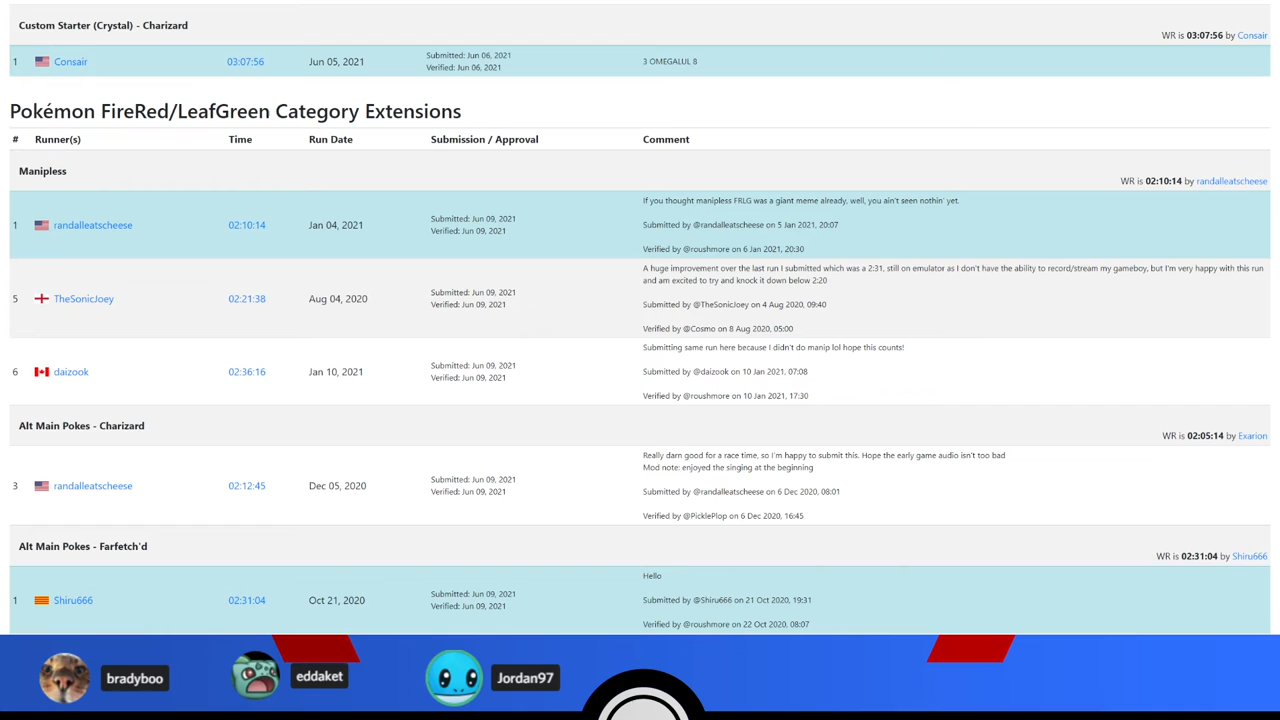 Custom Starter (Crystal) - Charizard
WR is 03:07:56 by Consair
1 Consair 03:07:56 Jun 05, 2021 Submitted: Jun 06, 2021 3 OMEGALUL 8
Verified: Jun 06, 2021
Pokémon FireRed/LeafGreen Category Extensions
# Runner(s) Time Run Date Submission / Approval Comment
Manipless
WR is 02:10:14 by randalleatscheese
If you thought manipless FRLG was a giant meme already, well, you ain't seen nothin' yet.
1 randalleatscheese 02:10:14 Jan 04, 2021 Submitted: Jun 09, 2021 Submitted by @randalleatscheese on 5 Jan 2021, 20:07
Verified: Jun 09, 2021
Verified by @roushmore on 6 Jan 2021, 20:30
A huge improvement over the last run I submitted which was a 2:31, still on emulator as I don't have the ability to record/stream my gameboy, but I'm very happy with this run
and am excited to try and knock it down below 2:20
5 TheSonicJoey 02:21:38 Aug 04, 2020 Submitted: Jun 09, 2021 Submitted by @TheSonicJoey on 4 Aug 2020, 09:40
Verified: Jun 09, 2021
Verified by @Cosmo on 8 Aug 2020, 05:00
Submitting same run here because I didn't do manip lol hope this counts!
6 daizook 02:36:16 Jan 10, 2021 Submitted: Jun 09, 2021 Submitted by @daizook on 10 Jan 2021, 07:08
Verified: Jun 09, 2021
Verified by @roushmore on 10 Jan 2021, 17:30
Alt Main Pokes - Charizard
WR is 02:05:14 by Exarion
Really darn good for a race time, so I'm happy to submit this. Hope the early game audio isn't too bad
Mod note: enjoyed the singing at the beginning
3 randalleatscheese 02:12:45 Dec 05, 2020 Submitted: Jun 09, 2021 Submitted by @randalleatscheese on 6 Dec 2020, 08:01
Verified: Jun 09, 2021
Verified by @PicklePlop on 6 Dec 2020, 16:45
Alt Main Pokes - Farfetch'd
WR is 02:31:04 by Shiru666
Hello
1 Shiru666 02:31:04 Oct 21, 2020 Submitted: Jun 09, 2021 Submitted by @Shiru666 on 21 Oct 2020, 19:31
Verified: Jun 09, 2021
Verified by @roushmore on 22 Oct 2020, 08:07
bradyboo eddaket Jordan97